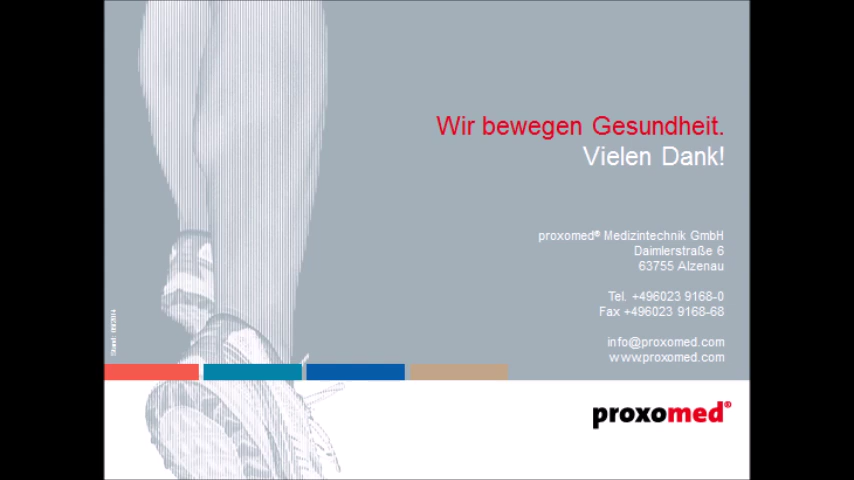 Wir bewegen Gesundheit.
Vielen Dank!
proxomed® Medizintechnik GmbH
Daimlerstraße 6
63755 Alzenau
Tel. +496023 9168-0
Fax +496023 9168-68
info@proxomed.com
www.proxomed.com
Stand:
proxomed®